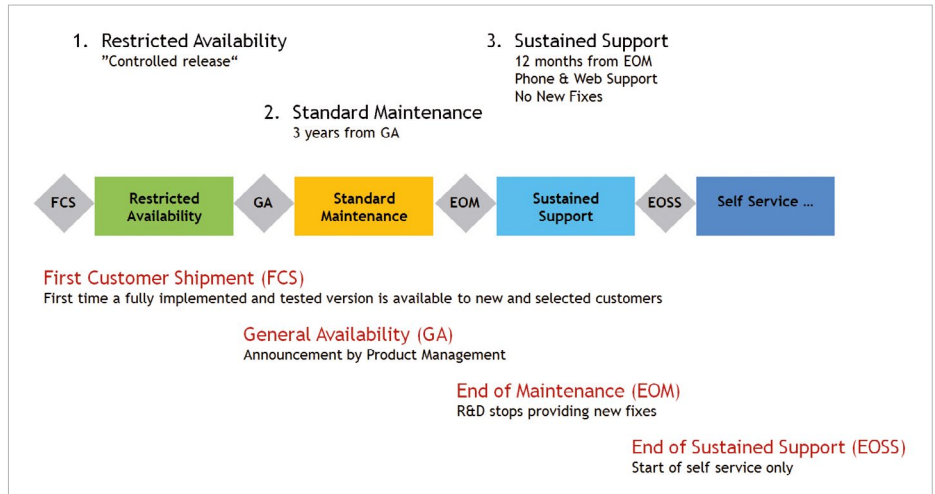 1. Restricted Availability
”Controlled release“
3. Sustained Support
12 months from EOM
Phone & Web Support
No New Fixes
2. Standard Maintenance
3 years from GA
FCS
Restricted
Availability
GA
Standard
Maintenance
EOM
Sustained
Support
EOSS
Self Service ...
First Customer Shipment (FCS)
First time a fully implemented and tested version is available to new and selected customers
General Availability (GA)
Announcement by Product Management
End of Maintenance (EOM)
R&D stops providing new fixes
End of Sustained Support (EOSS)
Start of self service only